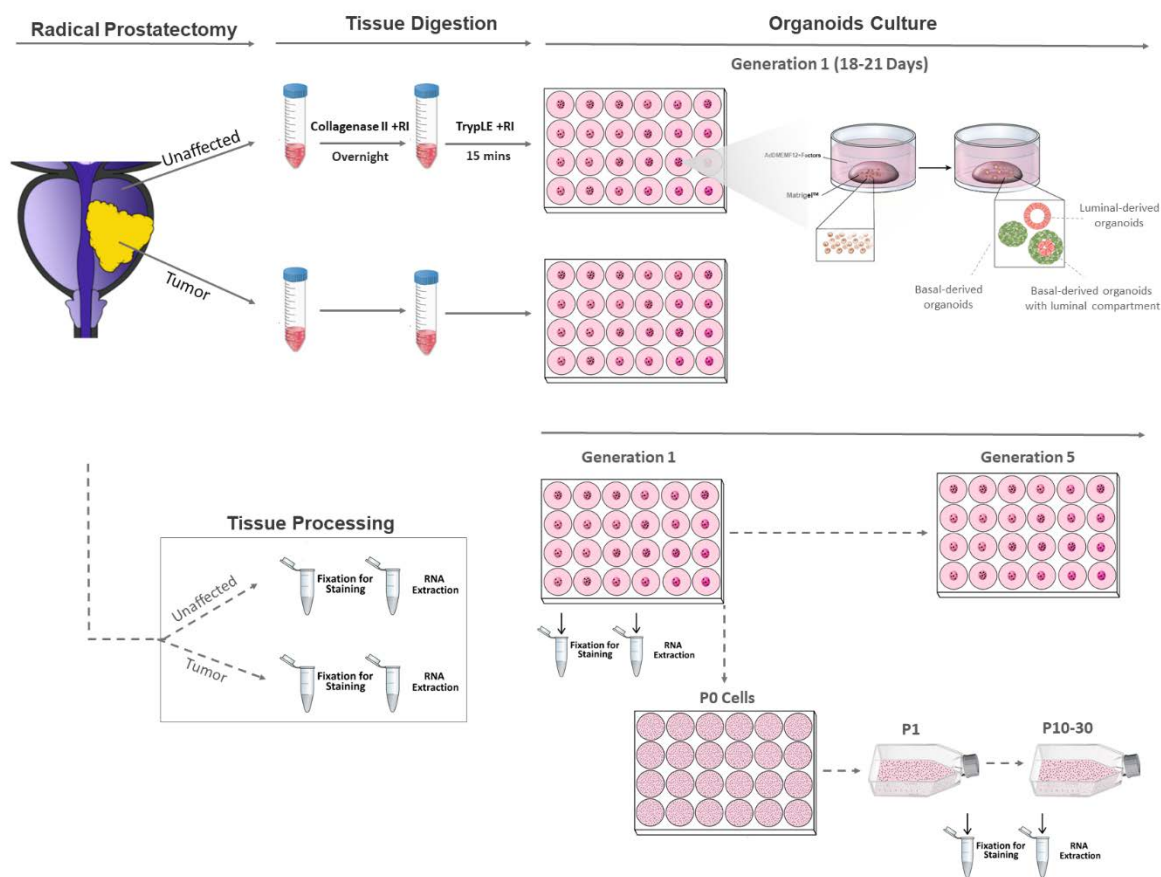 Radical Prostatectomy
Tissue Digestion
Organoids Culture
Generation 1 (18-21 Days)
Unaffected
Collagenase II +RI
Overnight
TrypLE +RI
15 mins
AdDMEMF12+Factors
Matrigel™
Luminal-derived
organoids
Basal-derived
organoids
Basal-derived organoids
with luminal compartment
Tumor
Generation 1
Generation 5
Tissue Processing
Unaffected
Fixation for
Staining
RNA
Extraction
Tumor
Fixation for
Staining
RNA
Extraction
Fixation for
Staining
RNA
Extraction
P0 Cells
P1
P10-30
Fixation for
Staining
RNA
Extraction